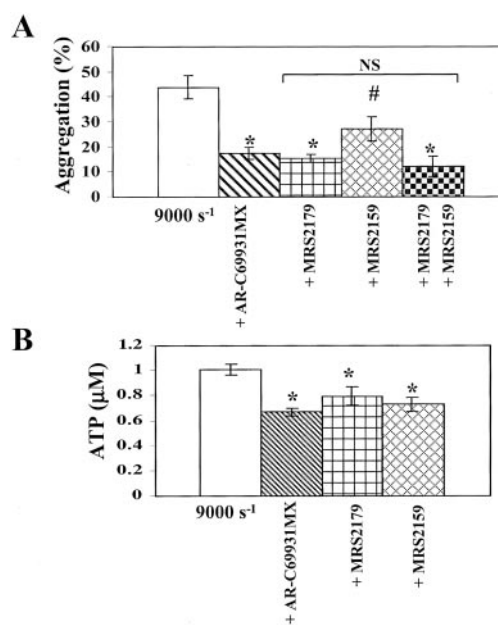 A
Aggregation (%)
60
50
40
30
20
10
0
NS
*
*
#
*
9000 s⁻¹
+ AR-C69931MX
+ MRS2179
+ MRS2159
+ MRS2179
+ MRS2159
B
ATP (µM)
1.2
1
0.8
0.6
0.4
0.2
0
*
*
*
9000 s⁻¹
+ AR-C69931MX
+ MRS2179
+ MRS2159